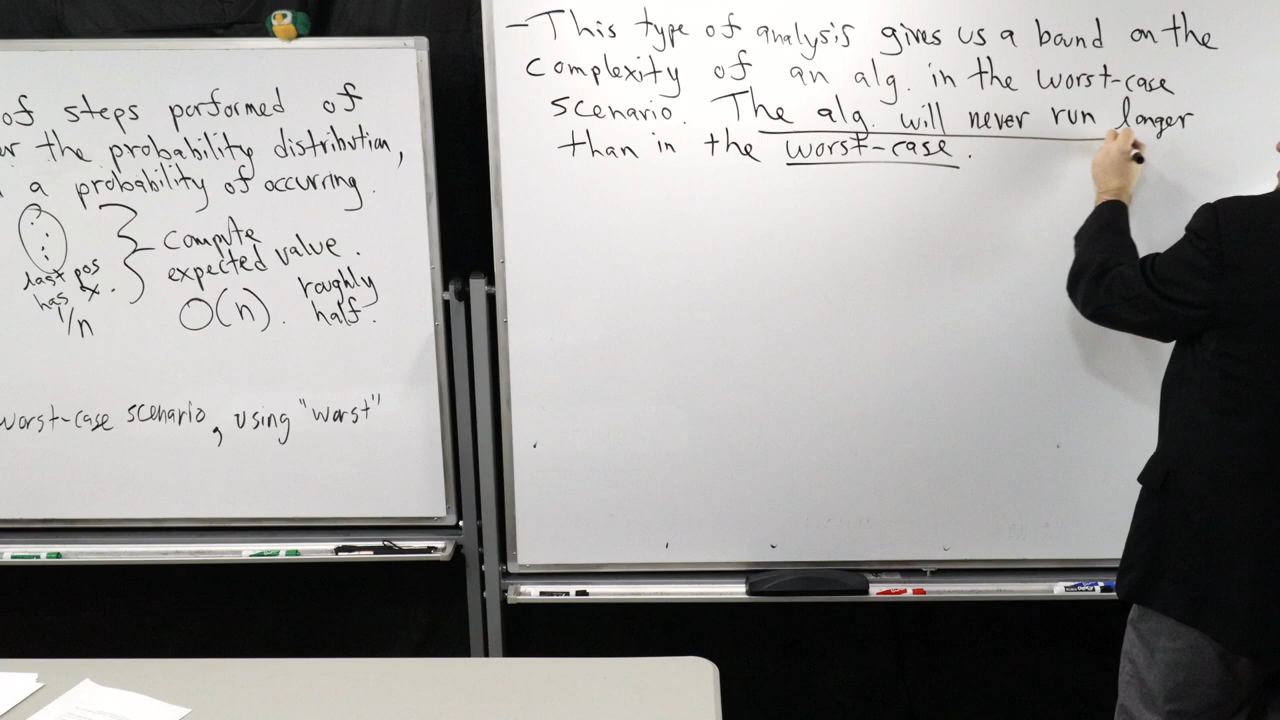 of steps performed of
the probability distribution,
a probability of occurring.
last pos
has x.
1/n
compute
expected value.
O(n). roughly
half.
worst-case scenario, using "worst"
-This type of analysis gives us a bound on the
complexity of an alg. in the worst-case
scenario. The alg. will never run longer
than in the worst-case.